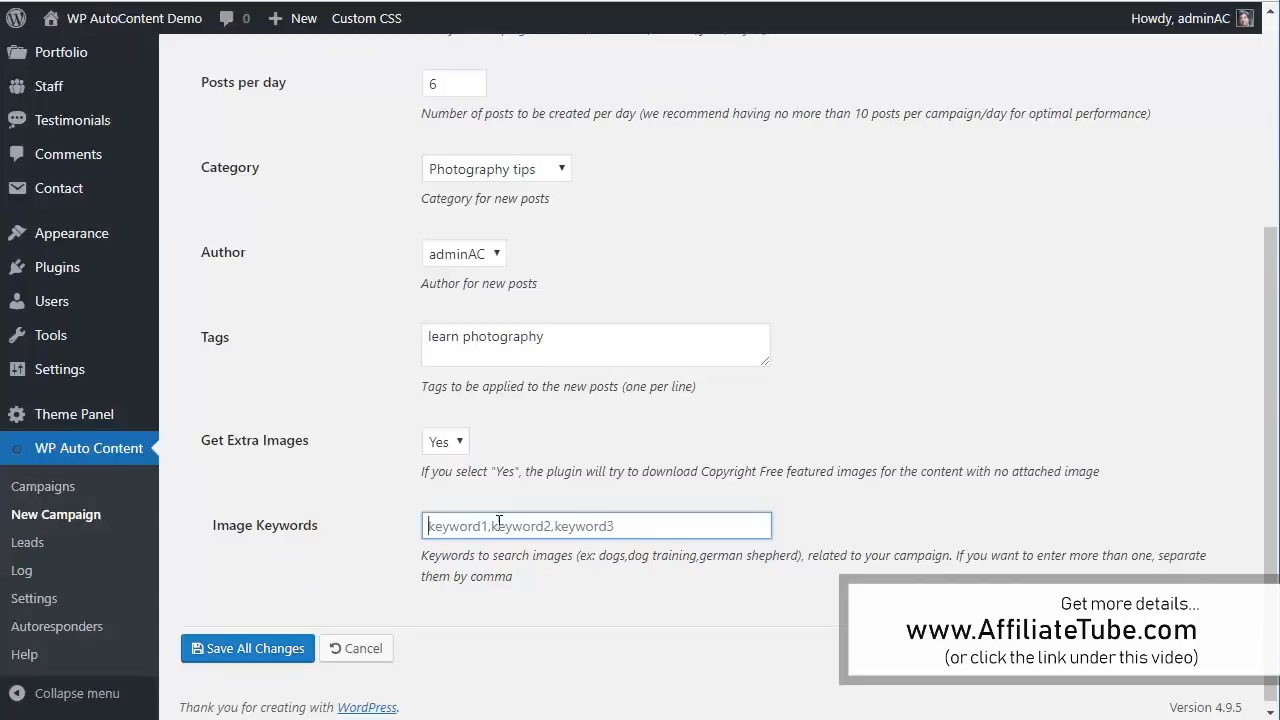 WP AutoContent Demo 0 New Custom CSS Howdy, adminAC
Portfolio
Staff
Testimonials
Comments
Contact
Appearance
Plugins
Users
Tools
Settings
Theme Panel
WP Auto Content
Campaigns
New Campaign
Leads
Log
Settings
Autoresponders
Help
Collapse menu
Posts per day
6
Number of posts to be created per day (we recommend having no more than 10 posts per campaign/day for optimal performance)
Category
Photography tips
Category for new posts
Author
adminAC
Author for new posts
Tags
learn photography
Tags to be applied to the new posts (one per line)
Get Extra Images
Yes
If you select "Yes", the plugin will try to download Copyright Free featured images for the content with no attached image
Image Keywords
keyword1,keyword2,keyword3
Keywords to search images (ex: dogs,dog training,german shepherd), related to your campaign. If you want to enter more than one, separate
them by comma
Save All Changes Cancel
Get more details...
www.AffiliateTube.com
(or click the link under this video)
Thank you for creating with WordPress.
Version 4.9.5